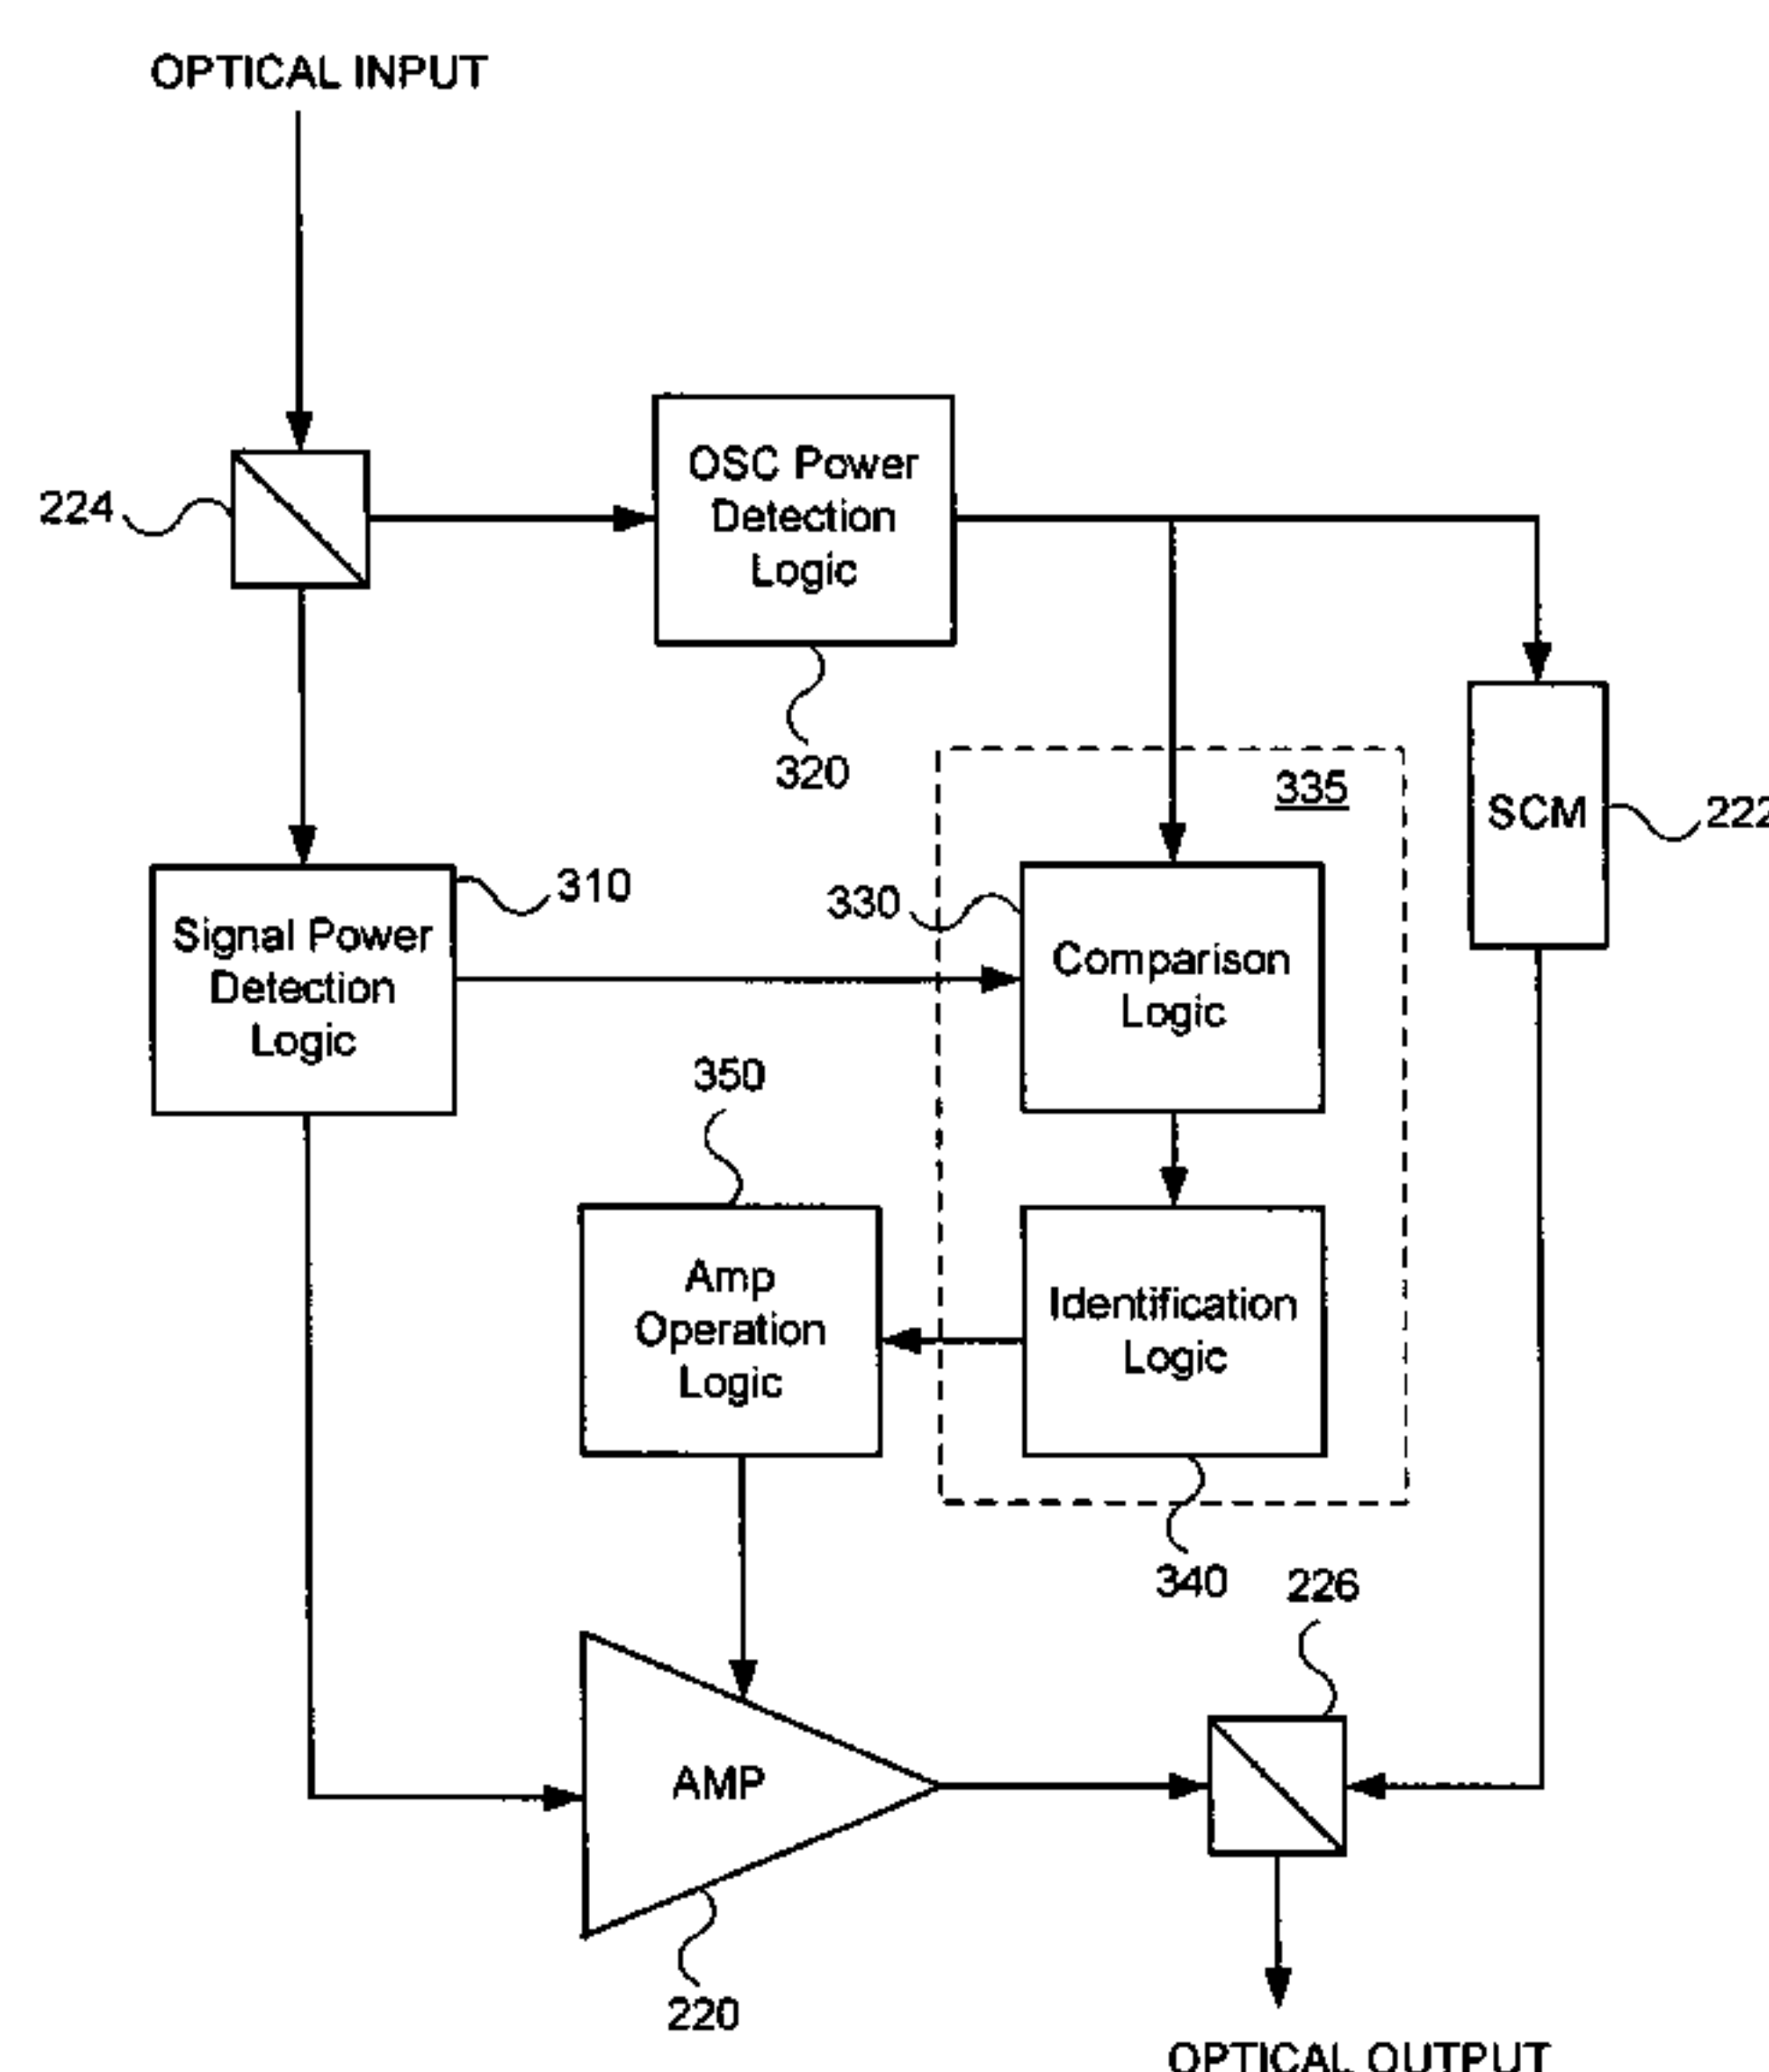 OPTICAL INPUT
224
OSC Power
Detection
Logic
320
335
SCM
222
310
330
Signal Power
Detection
Logic
Comparison
Logic
350
Amp
Operation
Logic
Identification
Logic
340
226
AMP
220
OPTICAL OUTPUT